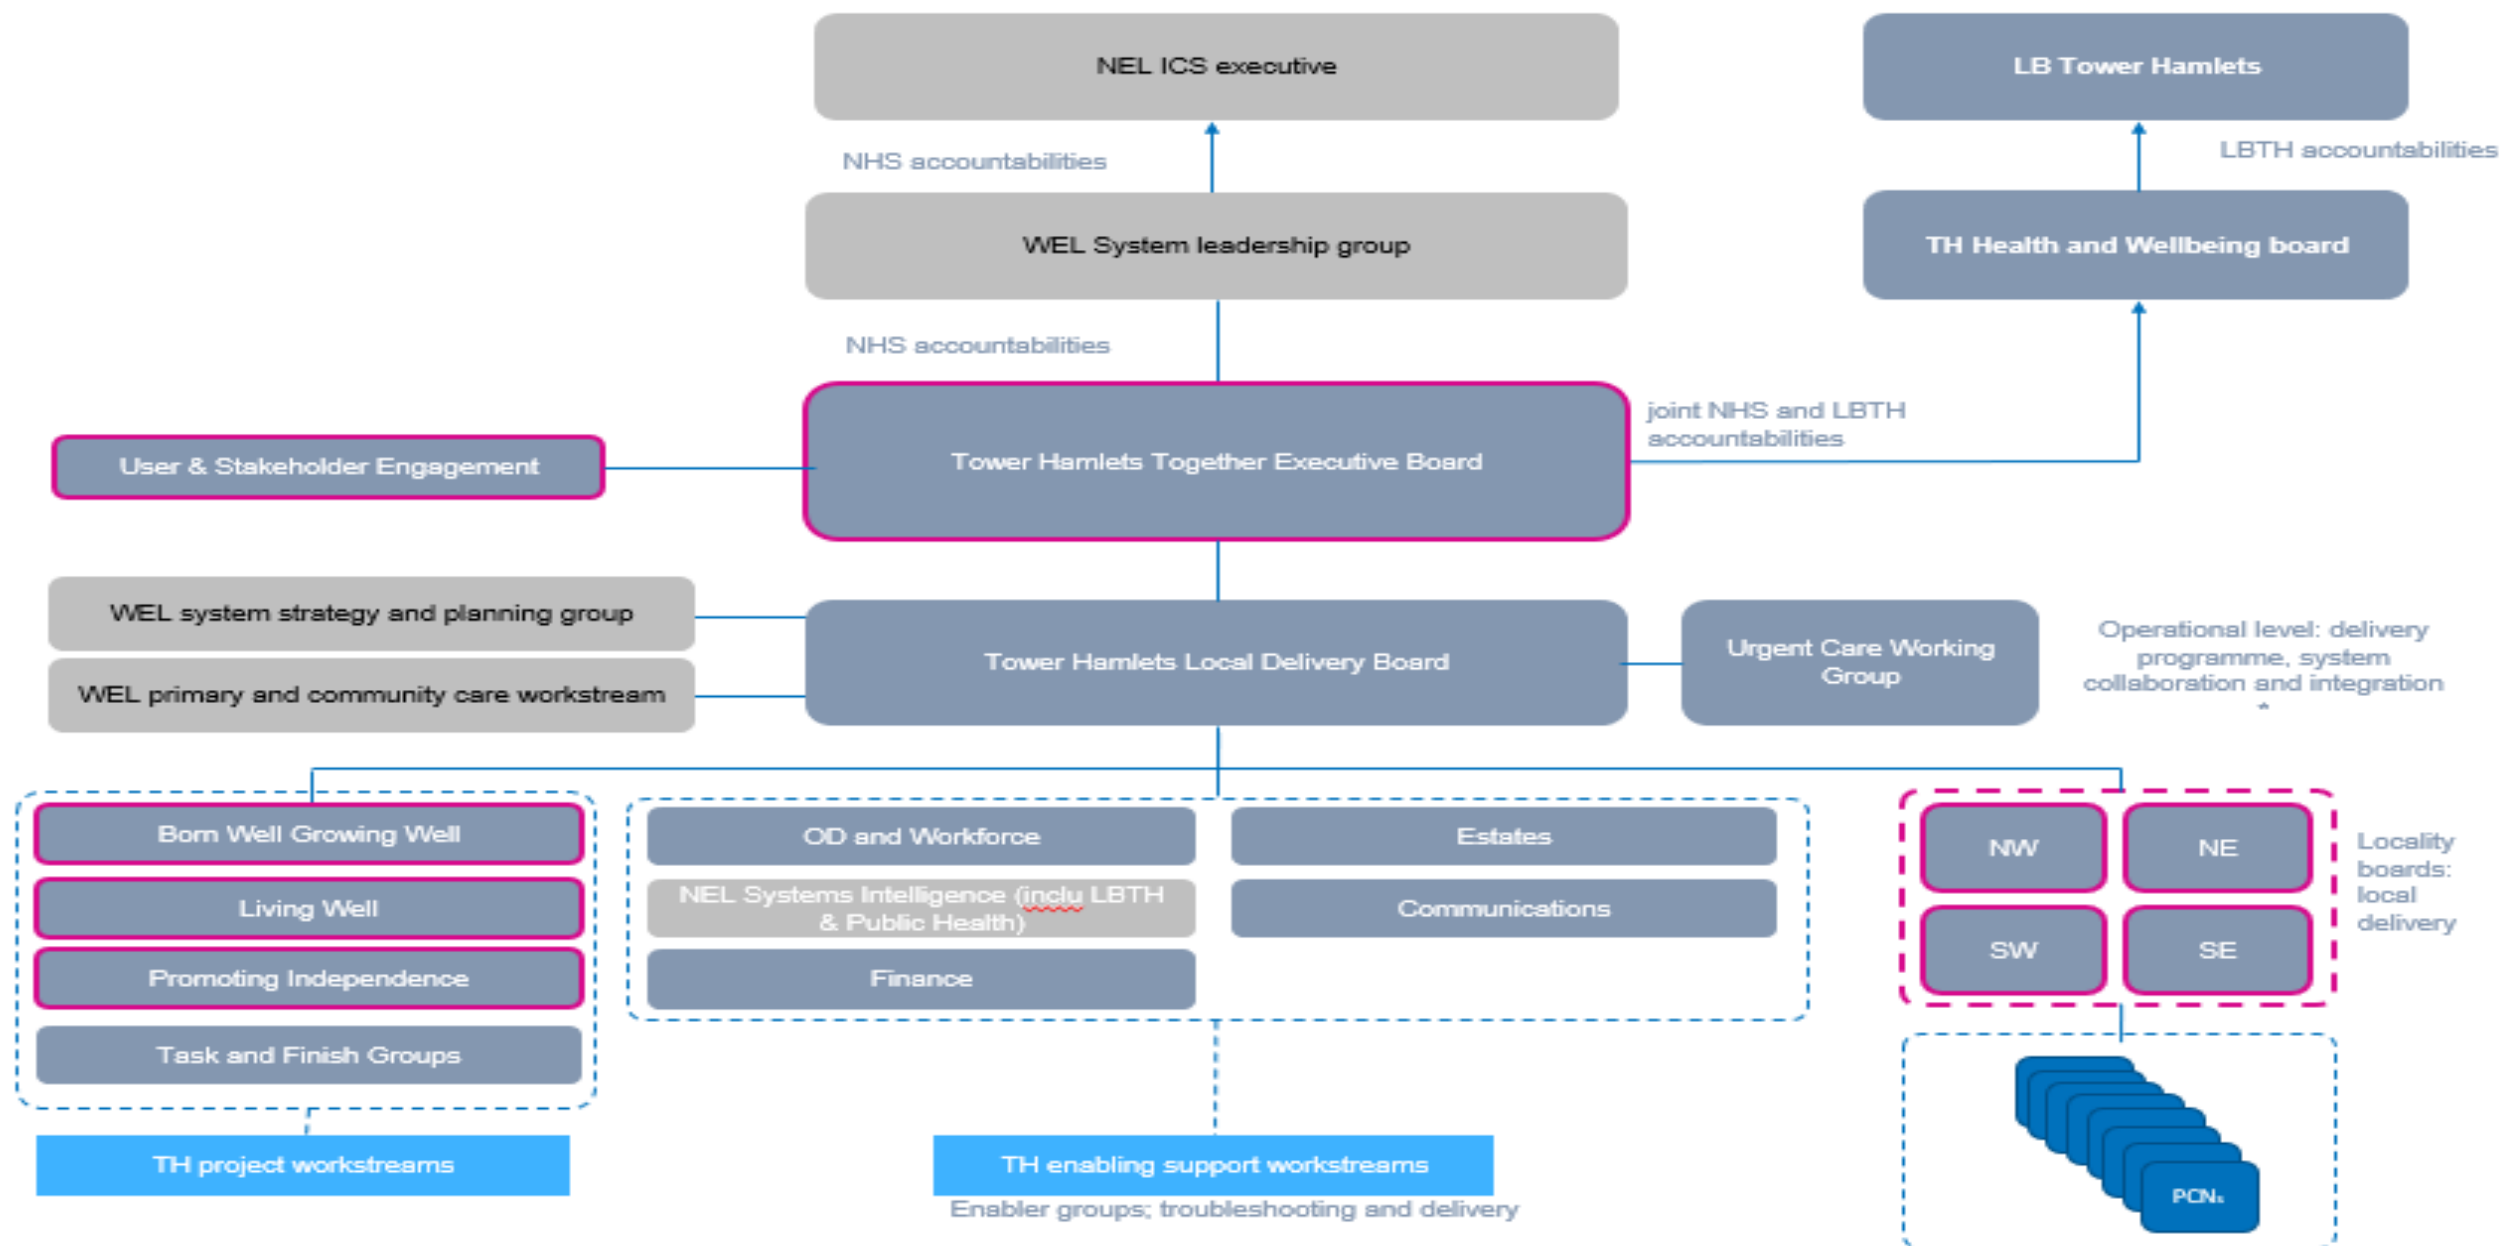 NEL ICS executive
LB Tower Hamlets
NHS accountabilities
LBTH accountabilities
WEL System leadership group
TH Health and Wellbeing board
NHS accountabilities
joint NHS and LBTH
accountabilities
User & Stakeholder Engagement
Tower Hamlets Together Executive Board
WEL system strategy and planning group
WEL primary and community care workstream
Tower Hamlets Local Delivery Board
Urgent Care Working
Group
Operational level: delivery
programme, system
collaboration and integration
*
Born Well Growing Well
Living Well
Promoting Independence
Task and Finish Groups
OD and Workforce
Estates
NEL Systems Intelligence (inclu LBTH
& Public Health)
Communications
Finance
NW
NE
SW
SE
Locality
boards:
local
delivery
TH project workstreams
TH enabling support workstreams
Enabler groups; troubleshooting and delivery
PCNs